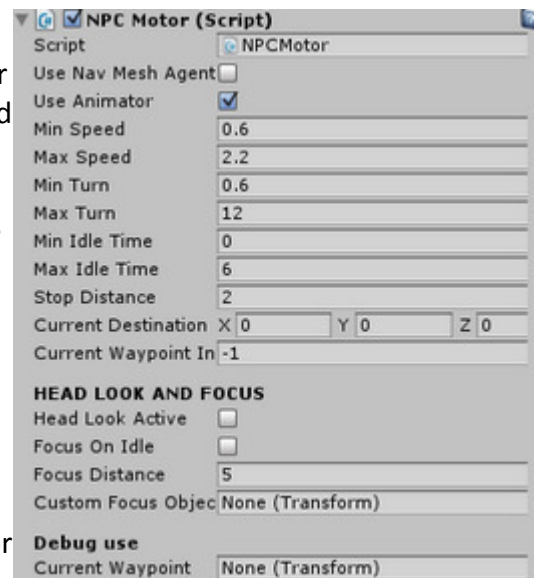 NPC Motor (Script)
Script NPCMotor
r Use Nav Mesh Agent
Use Animator
d
Min Speed 0.6
Max Speed 2.2
Min Turn 0.6
Max Turn 12
Min Idle Time 0
Max Idle Time 6
Stop Distance 2
Current Destination X 0 Y 0 Z 0
Current Waypoint In -1
HEAD LOOK AND FOCUS
Head Look Active
Focus On Idle
Focus Distance 5
Custom Focus Objec None (Transform)
r Debug use
Current Waypoint None (Transform)